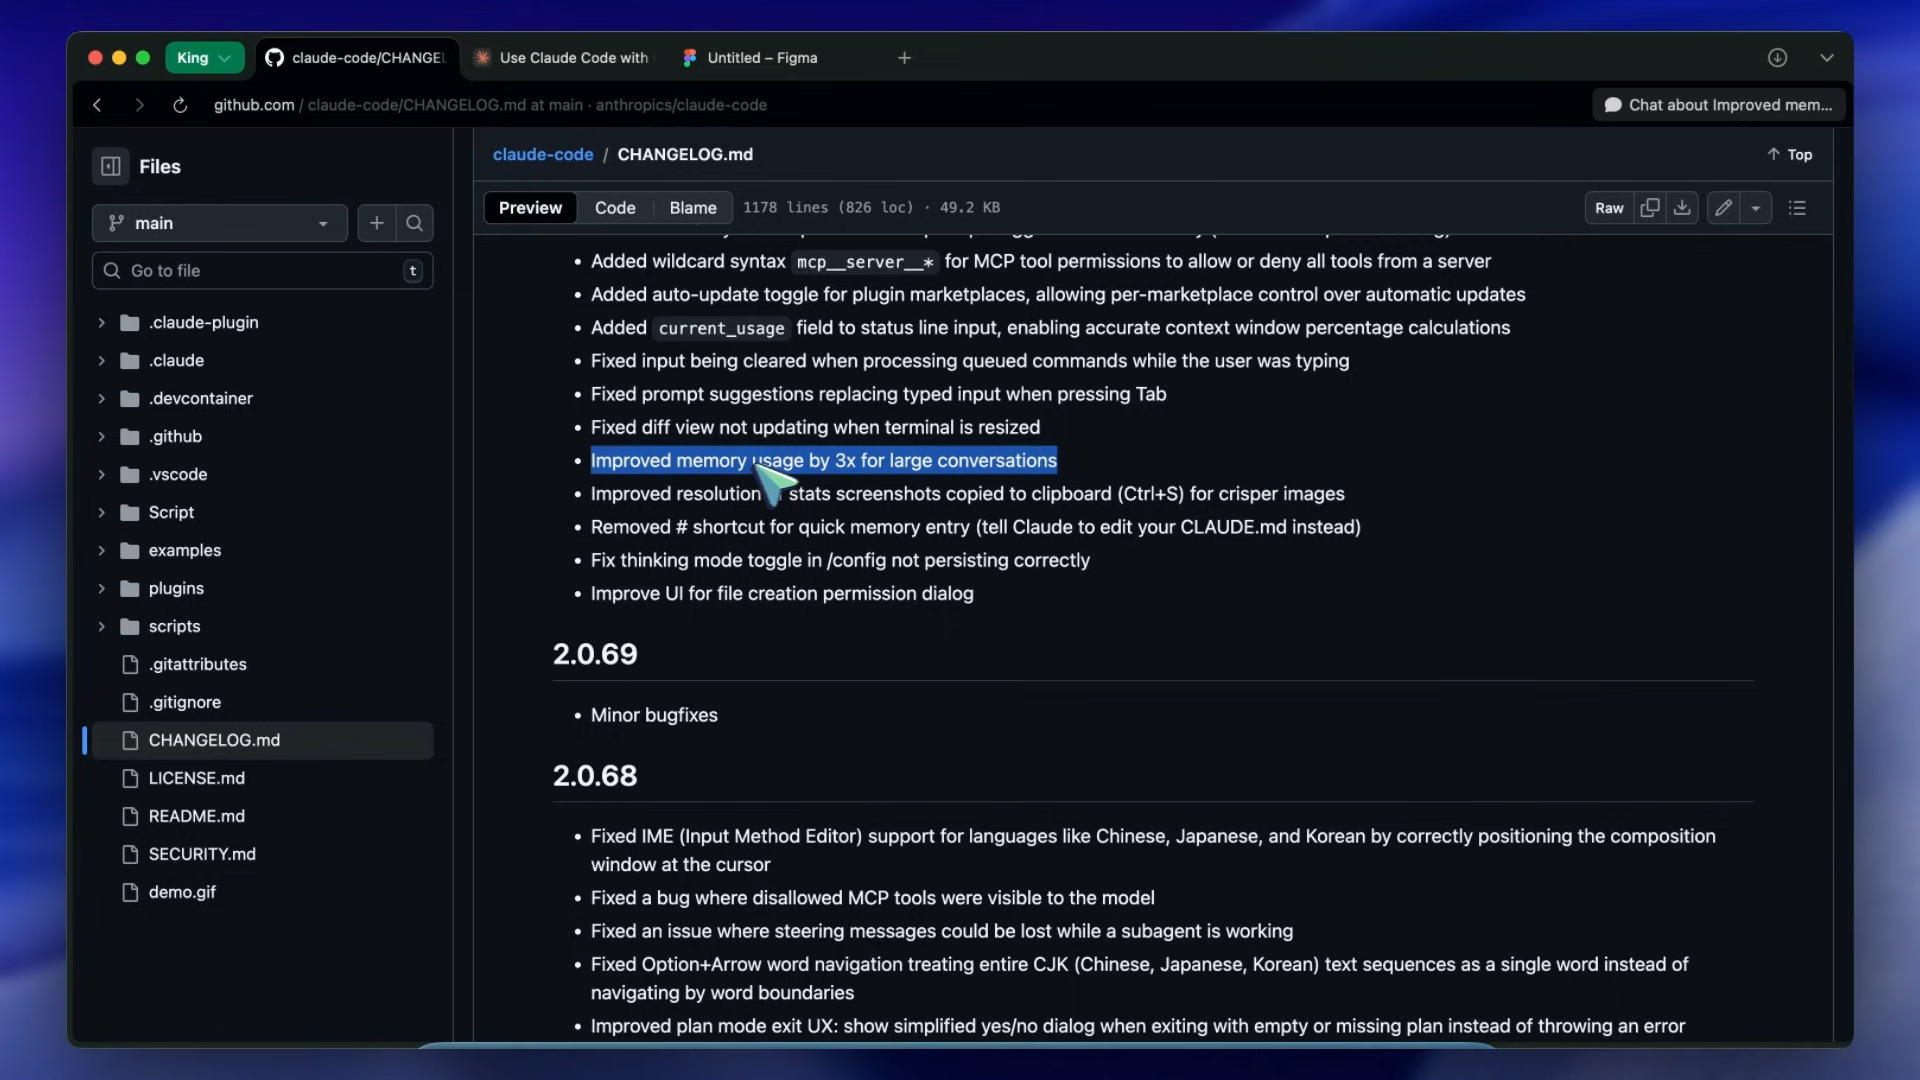 King
claude-code/CHANGEL
Use Claude Code with
Untitled – Figma
github.com / claude-code/CHANGELOG.md at main · anthropics/claude-code
Chat about Improved mem...
Files
main
Go to file
t
.claude-plugin
.claude
.devcontainer
.github
.vscode
Script
examples
plugins
scripts
.gitattributes
.gitignore
CHANGELOG.md
LICENSE.md
README.md
SECURITY.md
demo.gif
claude-code / CHANGELOG.md
Top
Preview
Code
Blame
1178 lines (826 loc) · 49.2 KB
Raw
• Added wildcard syntax mcp__server__* for MCP tool permissions to allow or deny all tools from a server
• Added auto-update toggle for plugin marketplaces, allowing per-marketplace control over automatic updates
• Added current_usage field to status line input, enabling accurate context window percentage calculations
• Fixed input being cleared when processing queued commands while the user was typing
• Fixed prompt suggestions replacing typed input when pressing Tab
• Fixed diff view not updating when terminal is resized
• Improved memory usage by 3x for large conversations
• Improved resolution stats screenshots copied to clipboard (Ctrl+S) for crisper images
• Removed # shortcut for quick memory entry (tell Claude to edit your CLAUDE.md instead)
• Fix thinking mode toggle in /config not persisting correctly
• Improve UI for file creation permission dialog
2.0.69
• Minor bugfixes
2.0.68
• Fixed IME (Input Method Editor) support for languages like Chinese, Japanese, and Korean by correctly positioning the composition
window at the cursor
• Fixed a bug where disallowed MCP tools were visible to the model
• Fixed an issue where steering messages could be lost while a subagent is working
• Fixed Option+Arrow word navigation treating entire CJK (Chinese, Japanese, Korean) text sequences as a single word instead of
navigating by word boundaries
• Improved plan mode exit UX: show simplified yes/no dialog when exiting with empty or missing plan instead of throwing an error